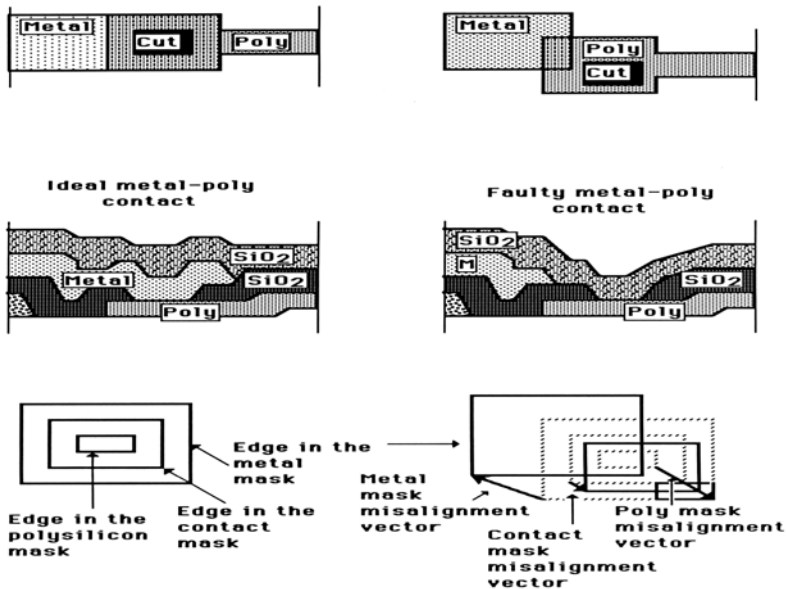 Metal
Cut
Poly
Metal
Poly
Cut
Ideal metal-poly
contact
Faulty metal-poly
contact
SiO2
Metal
SiO2
Poly
SiO2
M
SiO2
Poly
Edge in the
metal
mask
Edge in the
polysilicon
mask
Edge in the
contact
mask
Metal
mask
misalignment
vector
Contact
mask
misalignment
vector
Poly mask
misalignment
vector